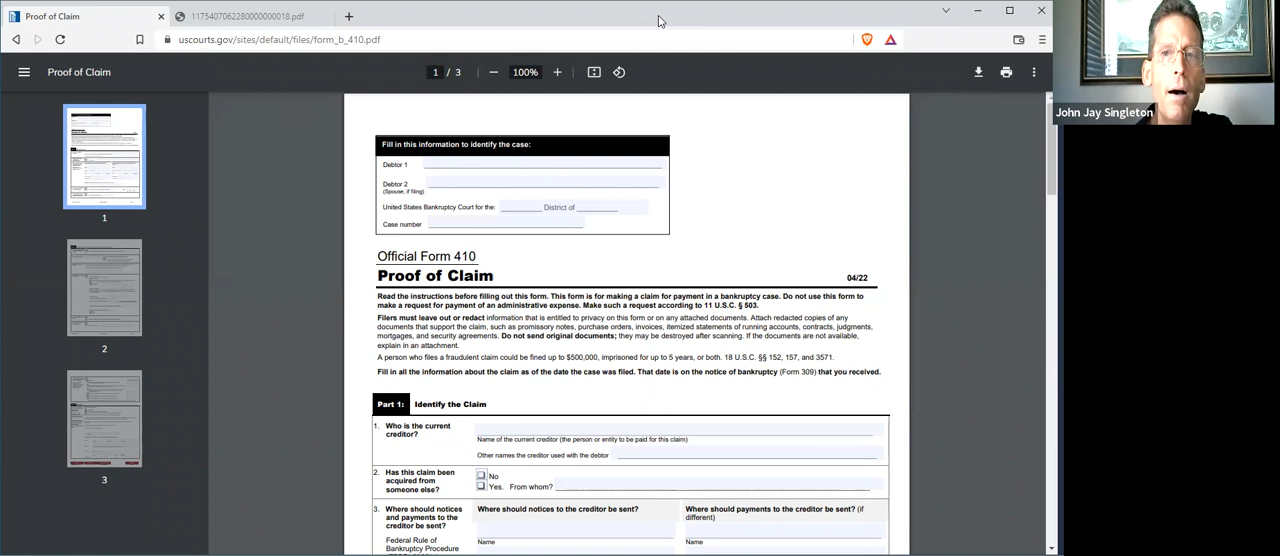 Proof of Claim
1175407062280000000018.pdf
uscourts.gov/sites/default/files/form_b_410.pdf
Proof of Claim
1 / 3
100%
John Jay Singleton
1
2
3
Fill in this information to identify the case:
Debtor 1
Debtor 2
(Spouse, if filing)
United States Bankruptcy Court for the: District of
Case number
Official Form 410
Proof of Claim
04/22
Read the instructions before filling out this form. This form is for making a claim for payment in a bankruptcy case. Do not use this form to
make a request for payment of an administrative expense. Make such a request according to 11 U.S.C. § 503.
Filers must leave out or redact information that is entitled to privacy on this form or on any attached documents. Attach redacted copies of any
documents that support the claim, such as promissory notes, purchase orders, invoices, itemized statements of running accounts, contracts, judgments,
mortgages, and security agreements. Do not send original documents; they may be destroyed after scanning. If the documents are not available,
explain in an attachment.
A person who files a fraudulent claim could be fined up to $500,000, imprisoned for up to 5 years, or both. 18 U.S.C. §§ 152, 157, and 3571.
Fill in all the information about the claim as of the date the case was filed. That date is on the notice of bankruptcy (Form 309) that you received.
Part 1: Identify the Claim
1. Who is the current
creditor?
Name of the current creditor (the person or entity to be paid for this claim)
Other names the creditor used with the debtor
2. Has this claim been
acquired from
someone else?
No
Yes. From whom?
3. Where should notices
and payments to the
creditor be sent?
Federal Rule of
Bankruptcy Procedure
Where should notices to the creditor be sent?
Name
Where should payments to the creditor be sent? (if
different)
Name